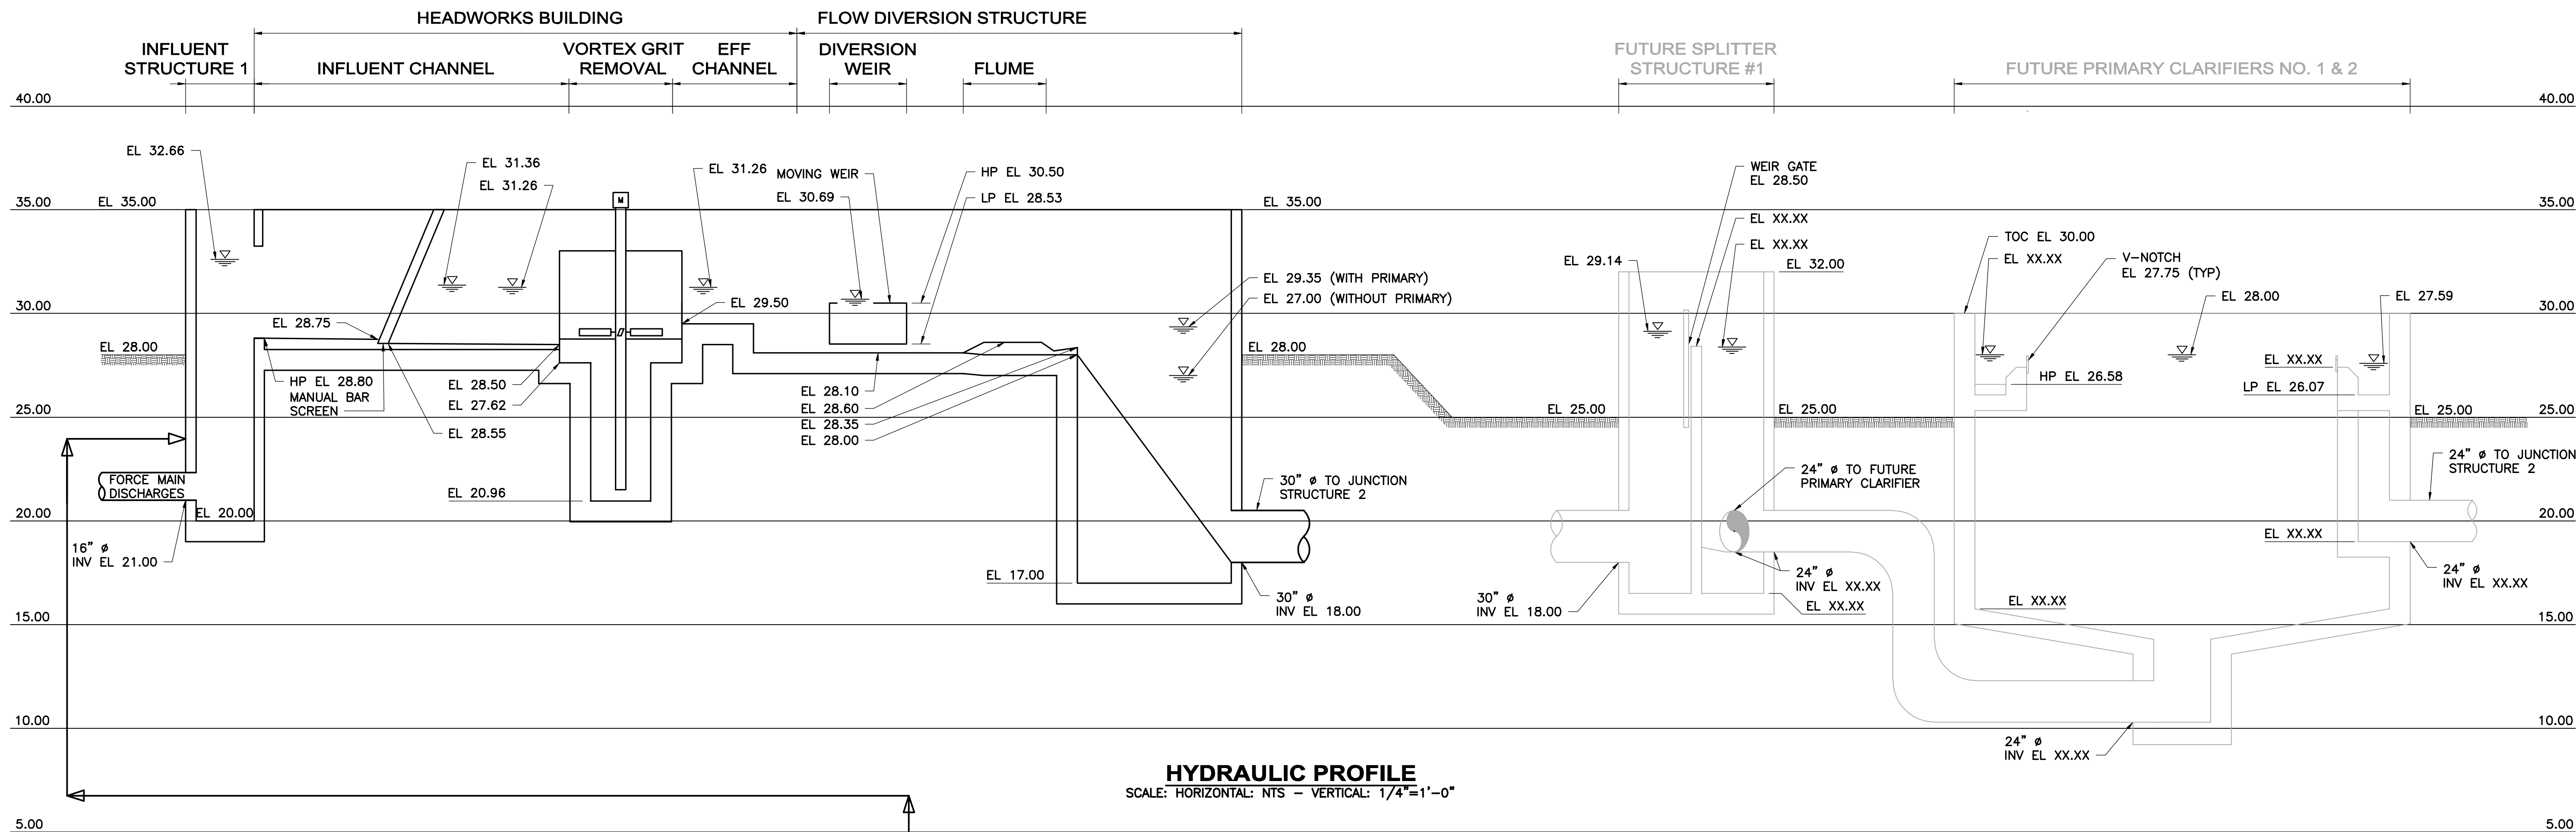 HEADWORKS BUILDING
FLOW DIVERSION STRUCTURE
INFLUENT
STRUCTURE 1
INFLUENT CHANNEL
VORTEX GRIT
REMOVAL
EFF
CHANNEL
DIVERSION
WEIR
FLUME
FUTURE SPLITTER
STRUCTURE #1
FUTURE PRIMARY CLARIFIERS NO. 1 & 2
40.00
40.00
EL 32.66
EL 31.36
EL 31.26
EL 31.26
MOVING WEIR
EL 30.69
HP EL 30.50
LP EL 28.53
WEIR GATE
EL 28.50
35.00
EL 35.00
M
EL 35.00
35.00
EL XX.XX
EL XX.XX
EL 29.14
EL 32.00
TOC EL 30.00
EL XX.XX
V-NOTCH
EL 27.75 (TYP)
EL 28.00
EL 27.59
EL 29.35 (WITH PRIMARY)
EL 27.00 (WITHOUT PRIMARY)
30.00
EL 29.50
30.00
EL 28.75
EL 28.00
EL 28.00
HP EL 28.80
MANUAL BAR
SCREEN
EL 28.50
EL 27.62
EL 28.55
EL 28.10
EL 28.60
EL 28.35
EL 28.00
EL XX.XX
HP EL 26.58
LP EL 26.07
25.00
EL 25.00
EL 25.00
EL 25.00
25.00
FORCE MAIN
DISCHARGES
EL 20.96
30" ø TO JUNCTION
STRUCTURE 2
24" ø TO FUTURE
PRIMARY CLARIFIER
24" ø TO JUNCTION
STRUCTURE 2
20.00
EL 20.00
20.00
EL XX.XX
16" ø
INV EL 21.00
EL 17.00
30" ø
INV EL 18.00
30" ø
INV EL 18.00
24" ø
INV EL XX.XX
EL XX.XX
EL XX.XX
24" ø
INV EL XX.XX
15.00
15.00
10.00
10.00
24" ø
INV EL XX.XX
HYDRAULIC PROFILE
SCALE: HORIZONTAL: NTS - VERTICAL: 1/4"=1'-0"
5.00
5.00